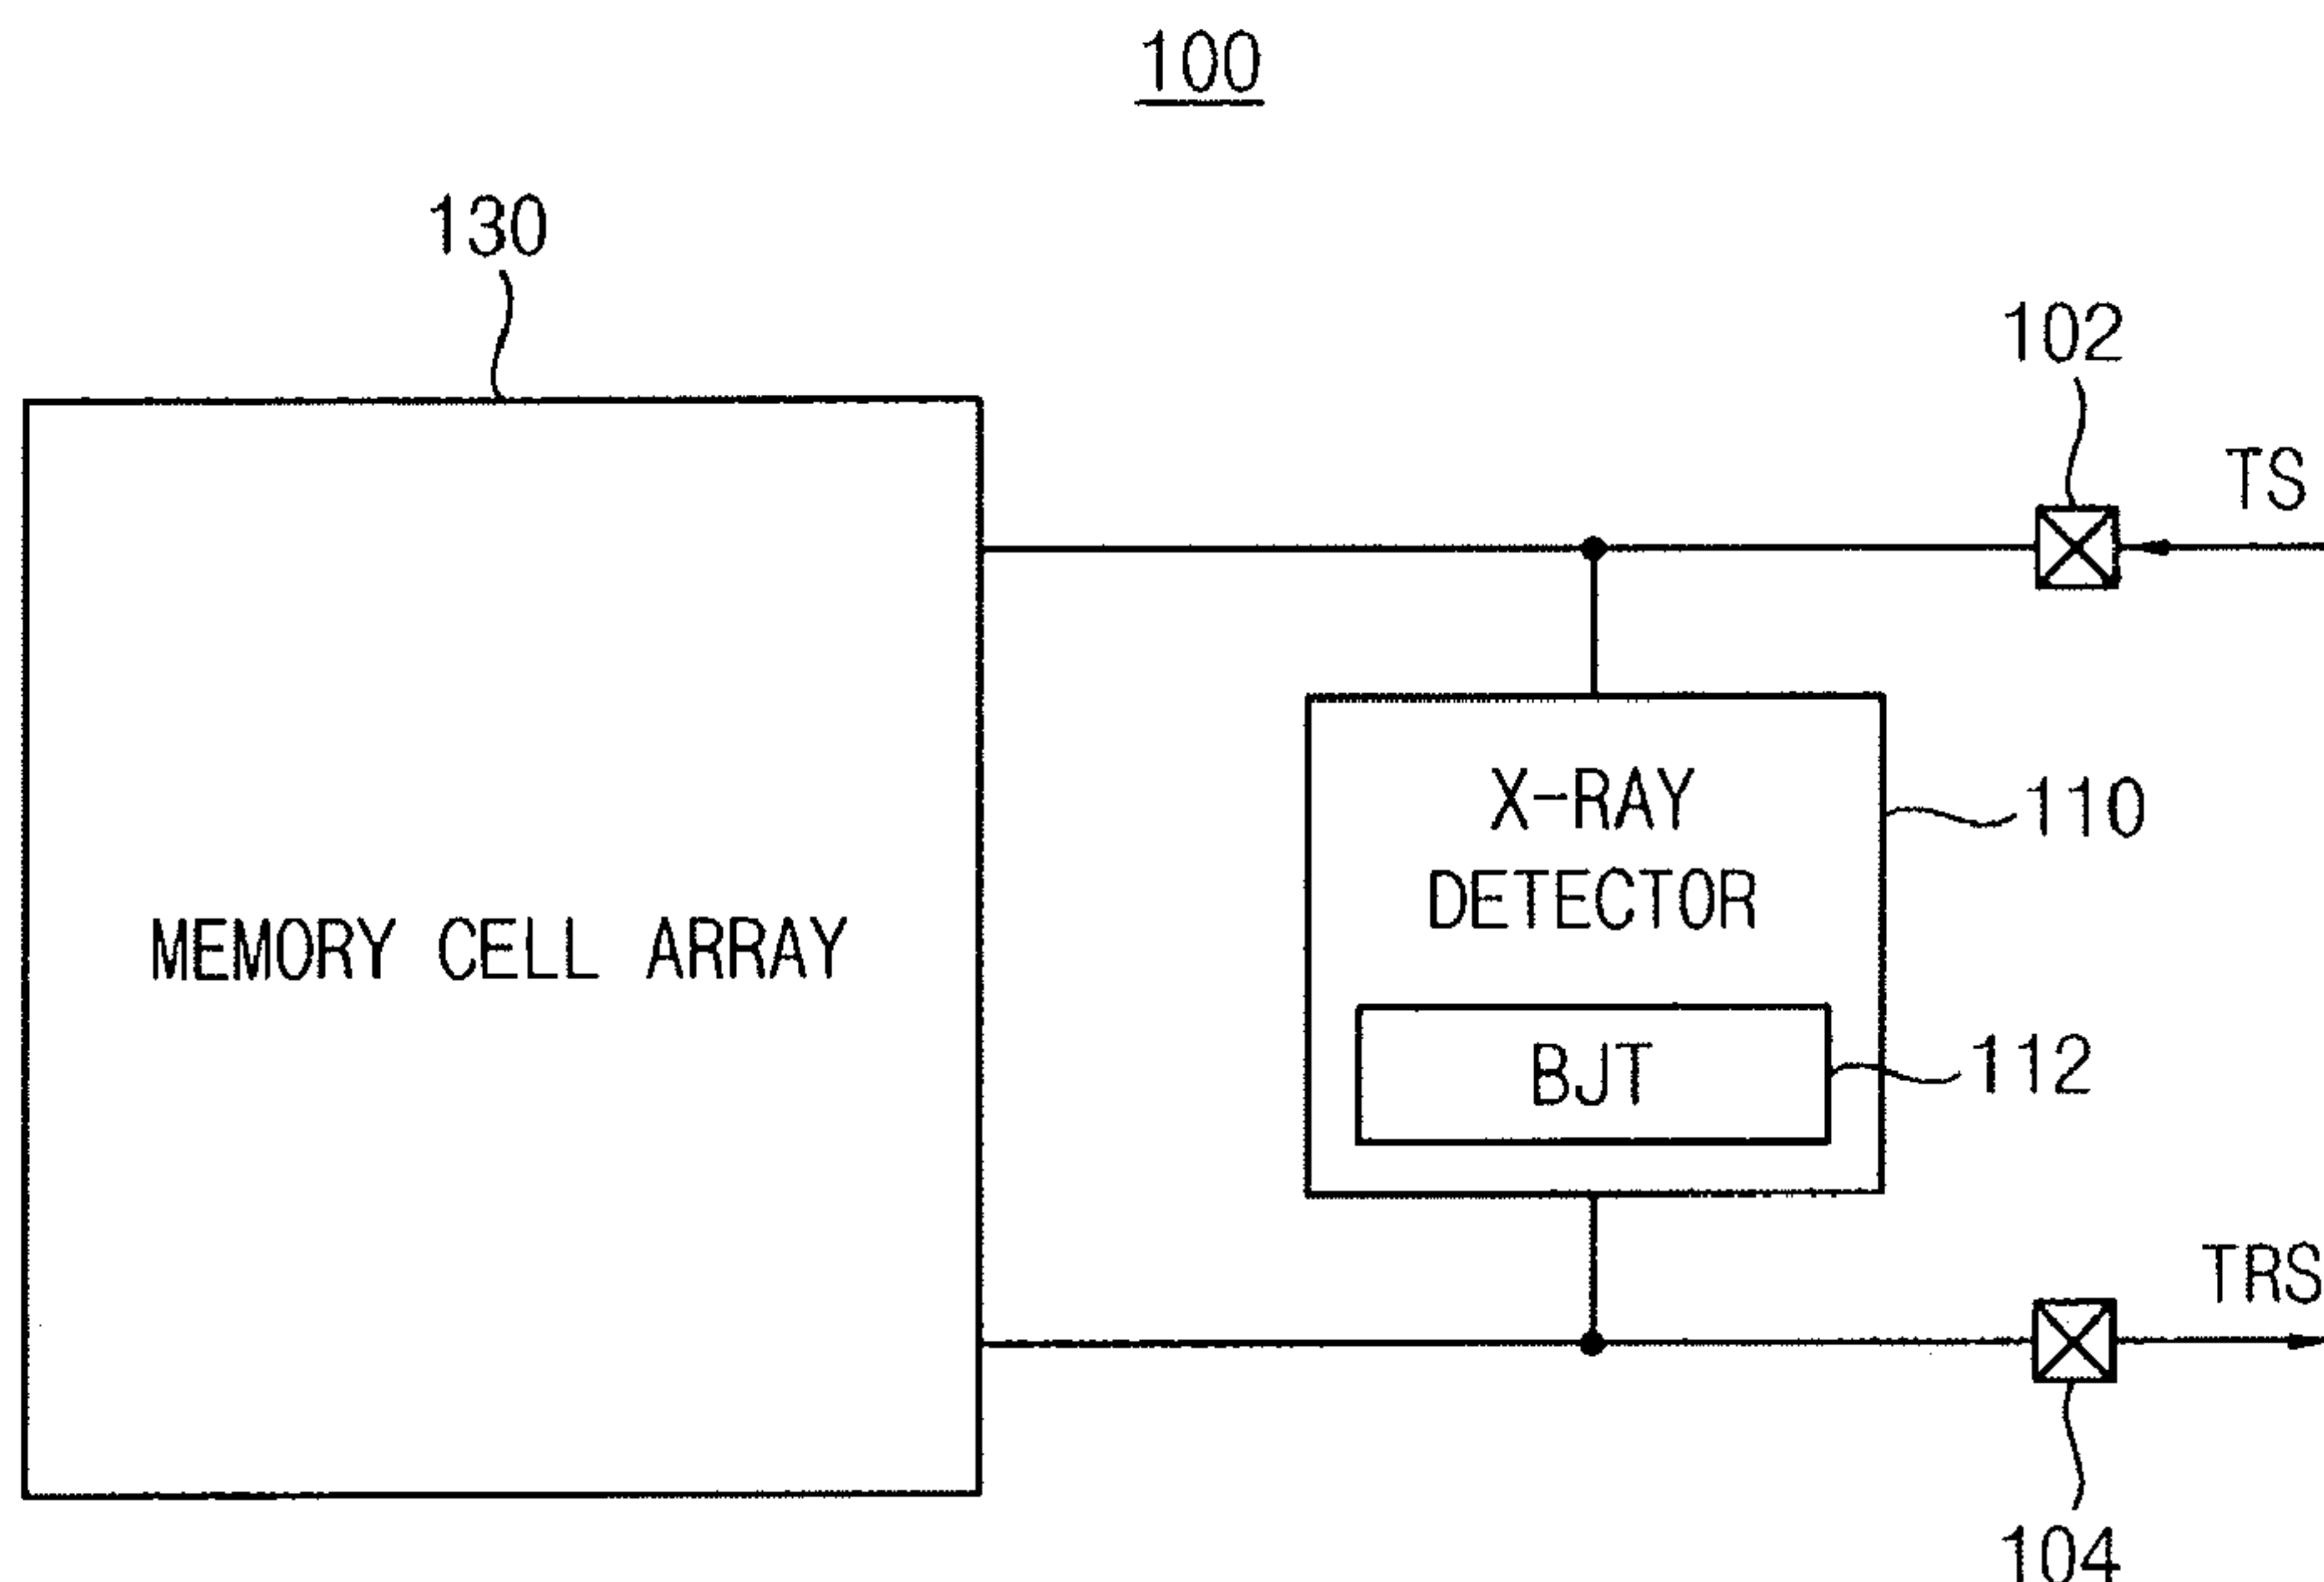 100
130
102
TS
X-RAY
DETECTOR
110
MEMORY CELL ARRAY
BJT
112
TRS
104